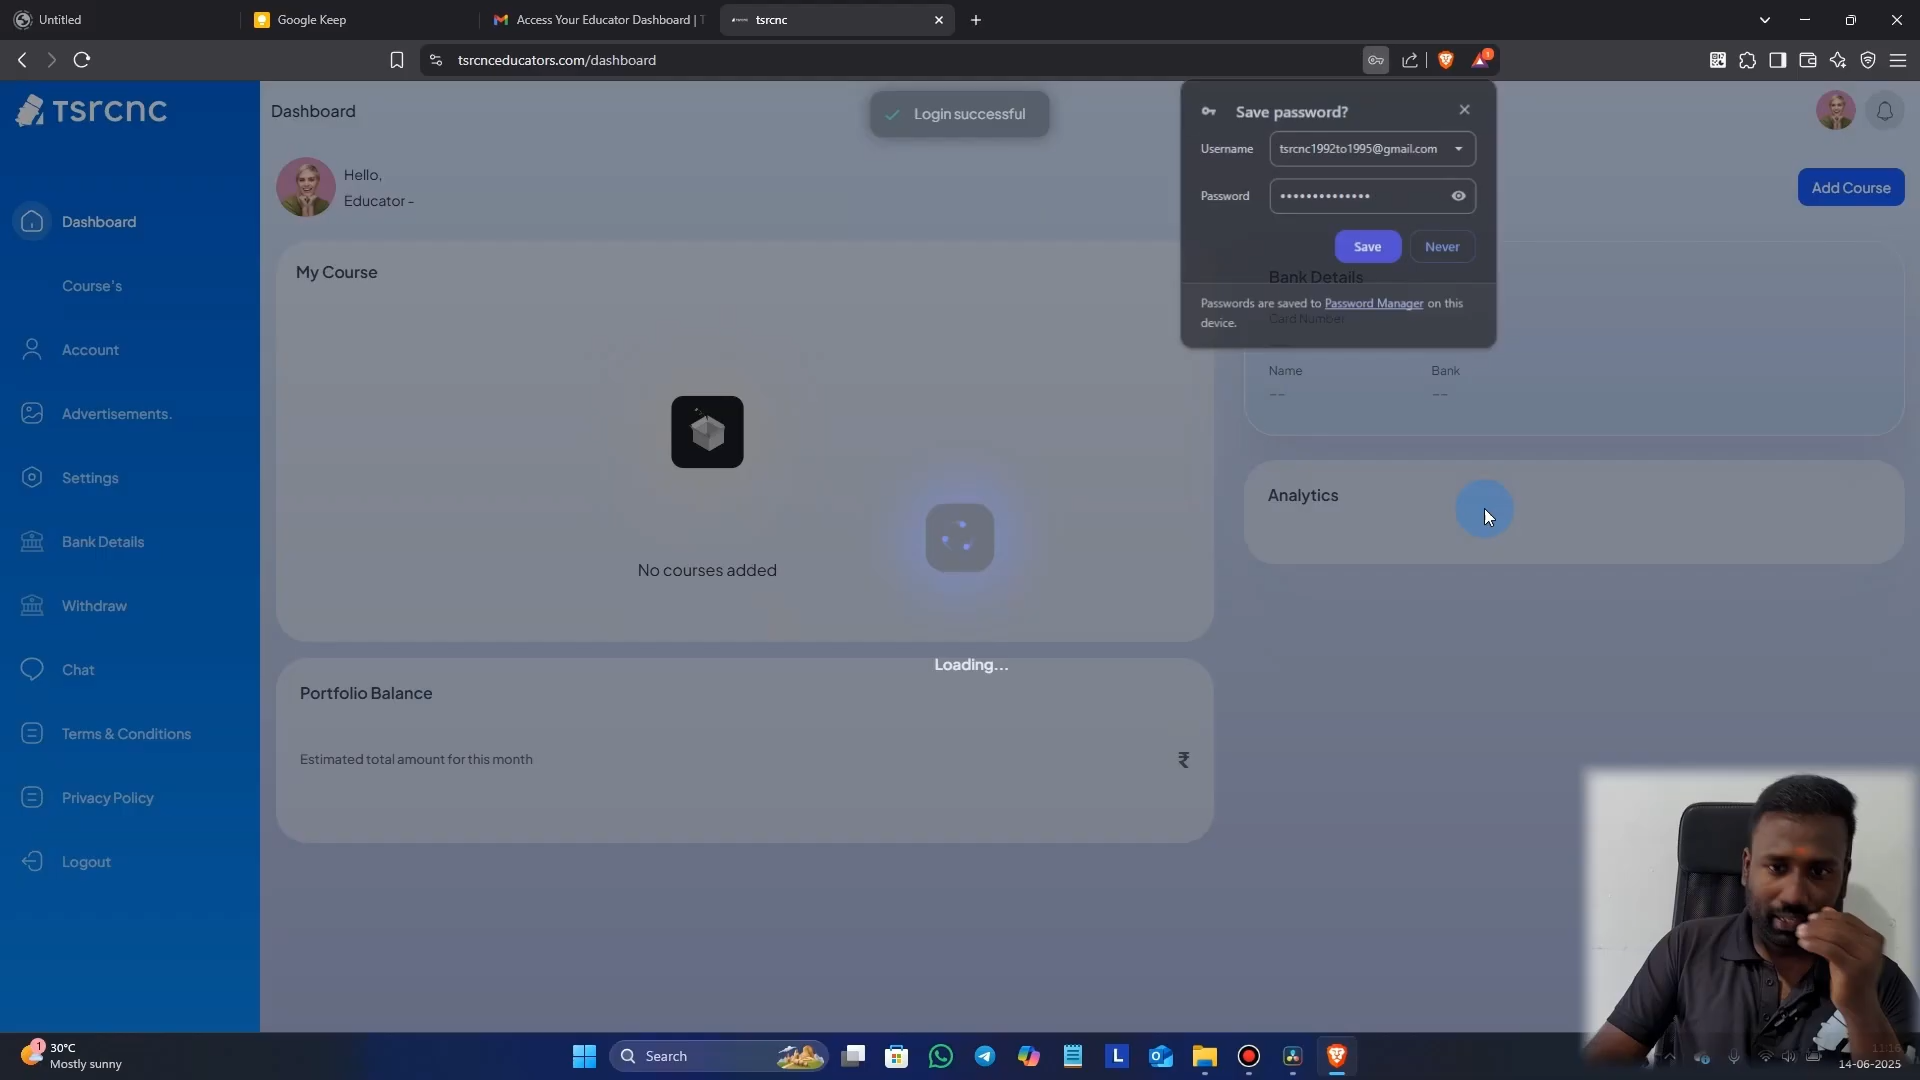 Untitled
Google Keep
Access Your Educator Dashboard | T
tsrcnc
tsrcnceducators.com/dashboard
1
TSRCNC
Dashboard
Login successful
Save password?
Username
tsrcnc1992to1995@gmail.com
Password
••••••••••••••
Save
Never
Passwords are saved to Password Manager on this
device.
Hello,
Educator -
Add Course
Dashboard
Course's
Account
Advertisements.
Settings
Bank Details
Withdraw
Chat
Terms & Conditions
Privacy Policy
Logout
My Course
No courses added
Bank Details
Card Number
Name
Bank
--
--
Analytics
Loading...
Portfolio Balance
Estimated total amount for this month
₹
1
30°C
Mostly sunny
Search
L
14-06-2025